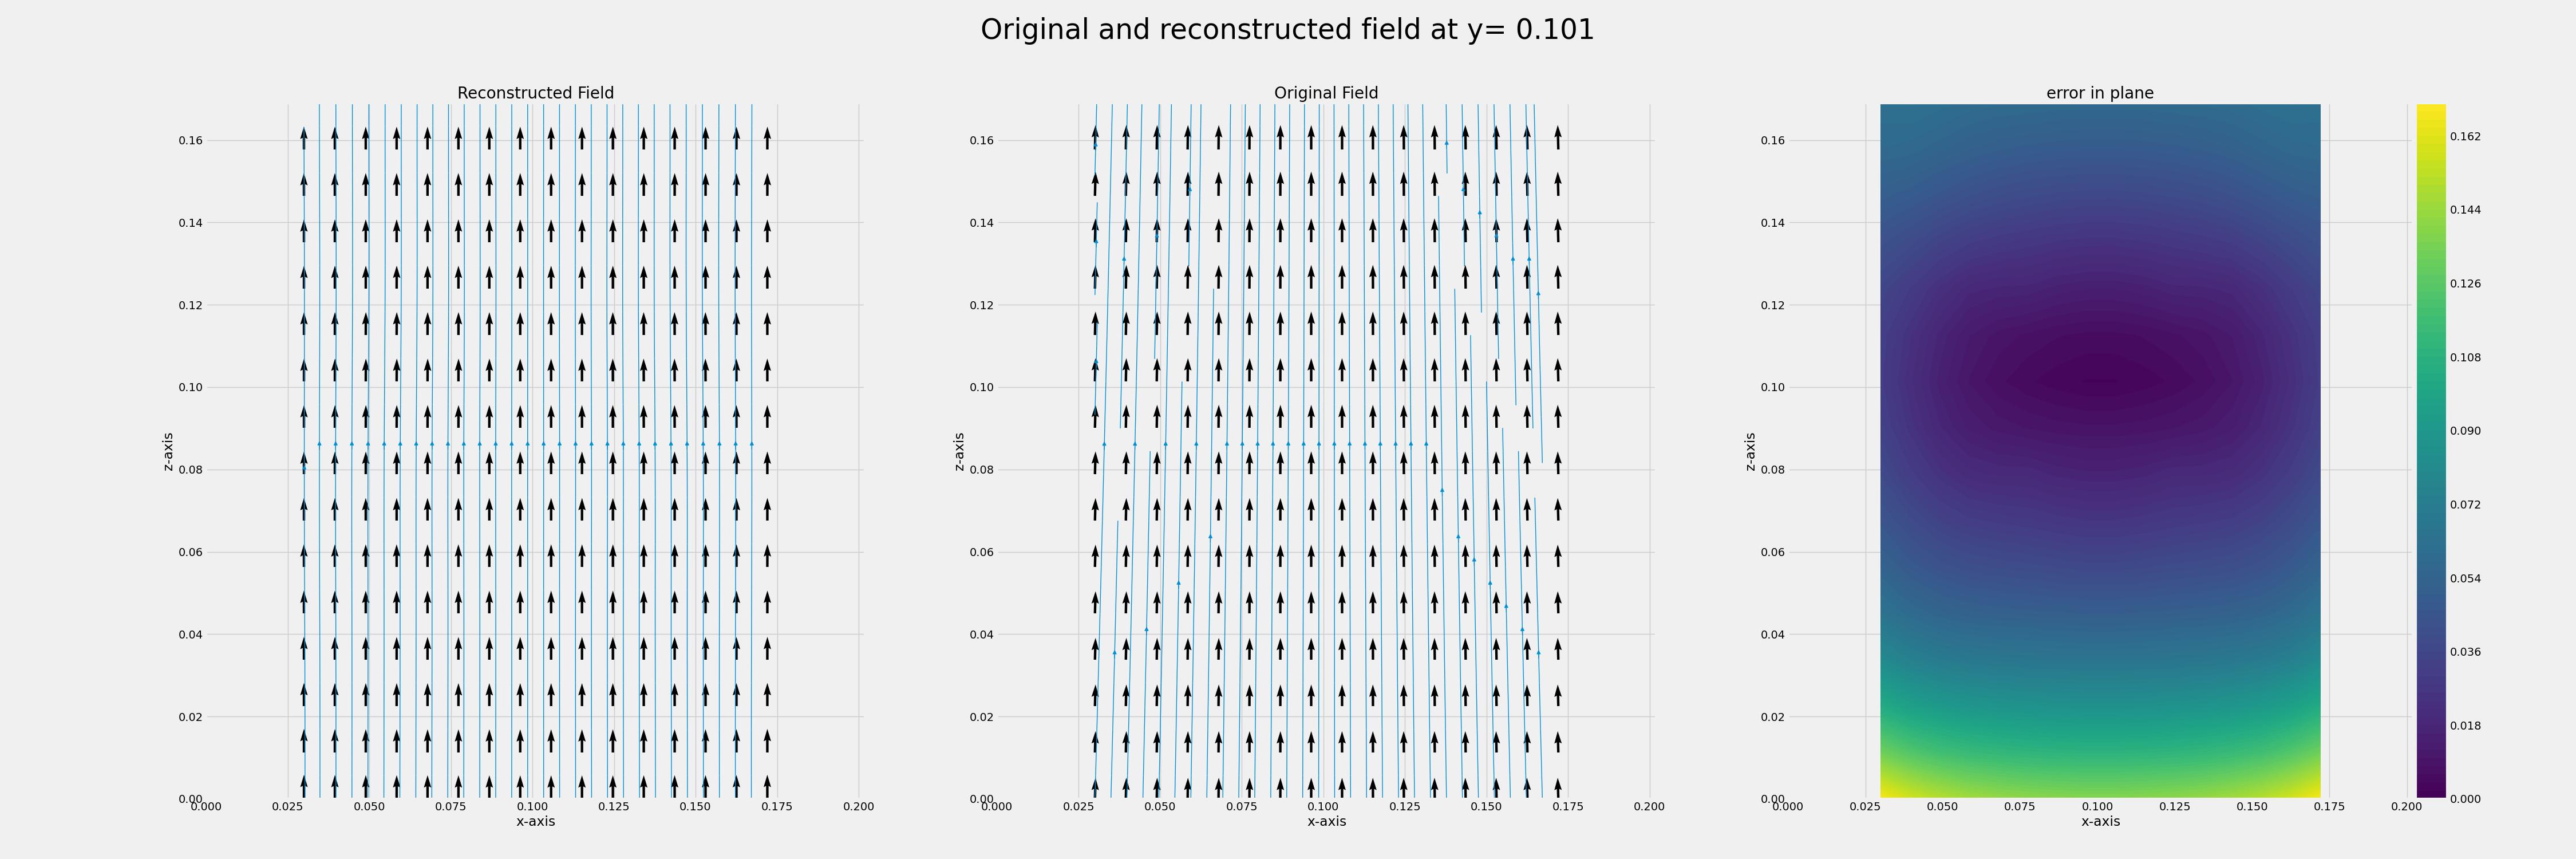 Original and reconstructed field at y= 0.101
Reconstructed Field
0.16
0.14
0.12
0.10
0.08
0.06
0.04
0.02
0.00
z-axis
0.000 0.025 0.050 0.075 0.100 0.125 0.150 0.175 0.200
x-axis
Original Field
0.16
0.14
0.12
0.10
0.08
0.06
0.04
0.02
0.00
z-axis
0.000 0.025 0.050 0.075 0.100 0.125 0.150 0.175 0.200
x-axis
error in plane
0.16
0.14
0.12
0.10
0.08
0.06
0.04
0.02
0.00
z-axis
0.000 0.025 0.050 0.075 0.100 0.125 0.150 0.175 0.200
x-axis
0.162
0.144
0.126
0.108
0.090
0.072
0.054
0.036
0.018
0.000